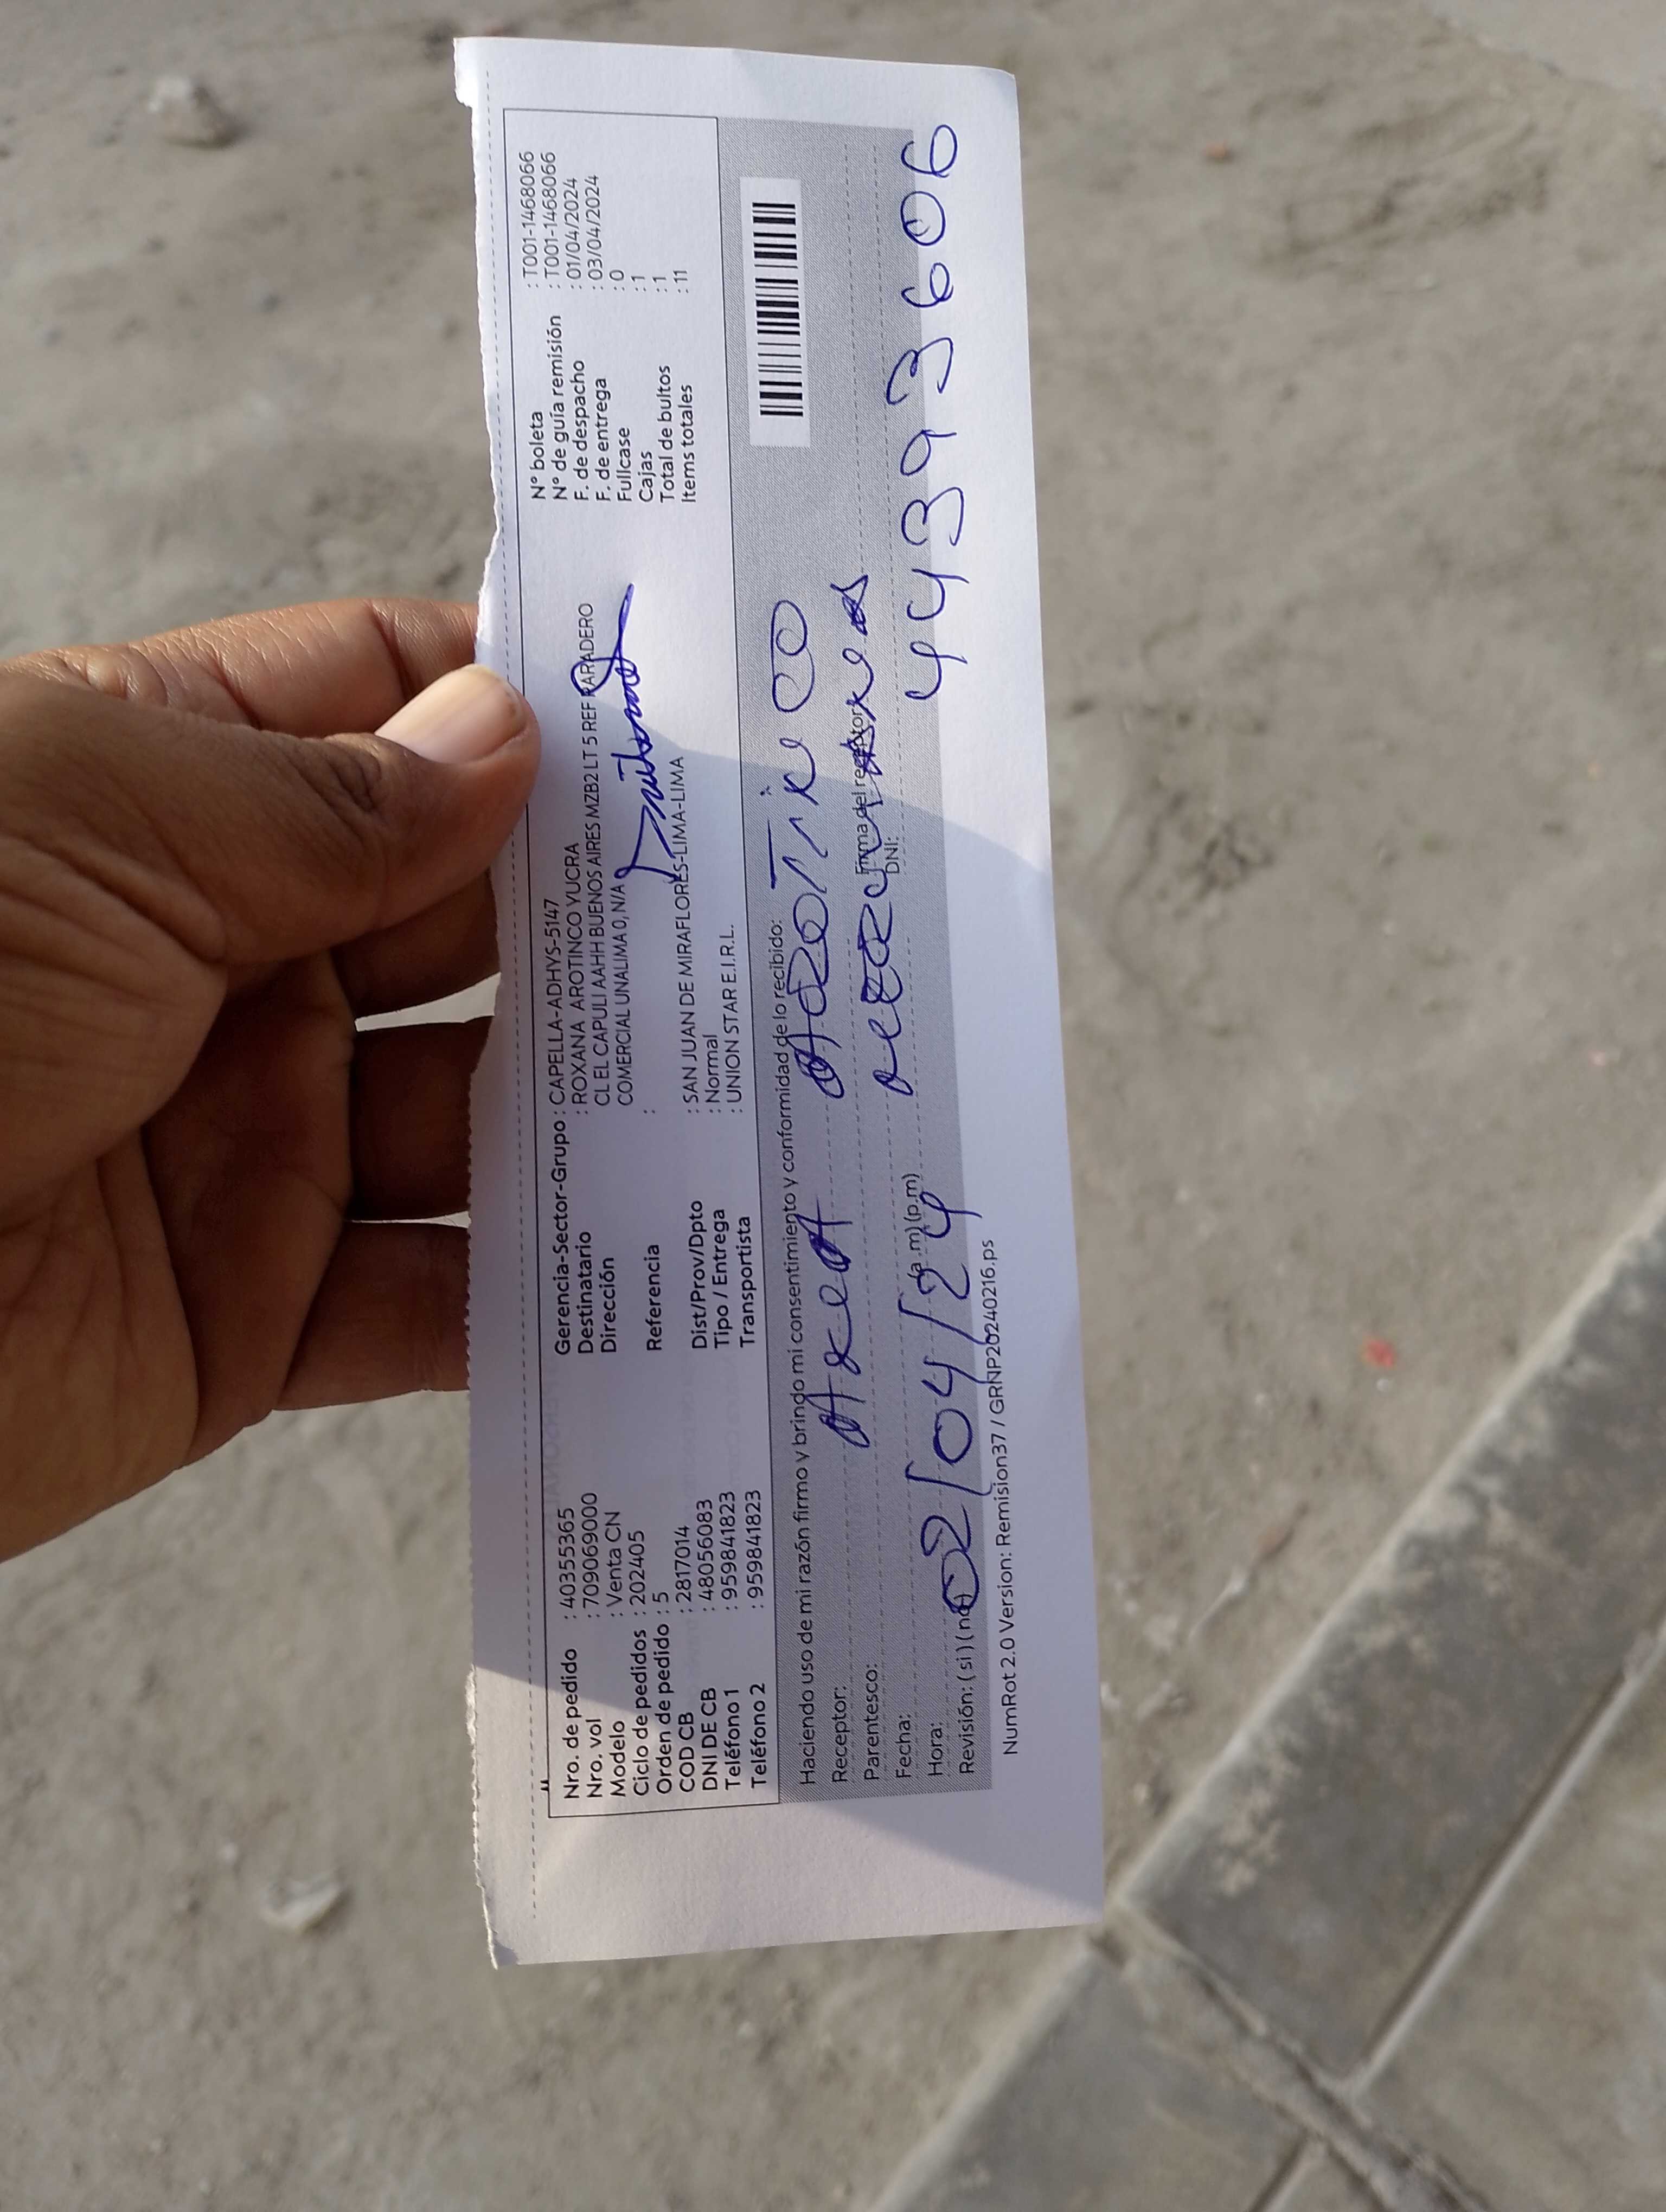 Nro. de pedido : 40355365
Nro. vol : 709069000
Modelo : Venta CN
Ciclo de pedidos : 202405
Orden de pedido : 5
COD CB : 2817014
DNI DE CB : 48056083
Teléfono 1 : 959841823
Teléfono 2 : 959841823
Gerencia-Sector-Grupo : CAPELLA-ADHYS-5147
Destinatario : ROXANA AROTINCO YUCRA
Dirección CL EL CAPULI AAHH BUENOS AIRES MZB2 LT 5 REF PARADERO
COMERCIAL UNALIMA 0, N/A
Referencia :
Dist/Prov/Dpto : SAN JUAN DE MIRAFLORES-LIMA-LIMA
Tipo / Entrega : Normal
Transportista : UNION STAR E.I.R.L.
N° boleta : T001-1468066
N° de guía remisión : T001-1468066
F. de despacho : 01/04/2024
F. de entrega : 03/04/2024
Fullcase : 0
Cajas : 1
Total de bultos : 1
Items totales : 11
Haciendo uso de mi razón firmo y bringo mi consentimiento y conformidad de lo recibido:
Receptor:
Parentesco:
Firma del receptor
Fecha: 02/04/24
DNI: 44393606
Hora: (a.m) (p.m)
Revisión: ( si ) ( no )
NumRot 2.0 Version: Remision37 / GRNP20240216.ps